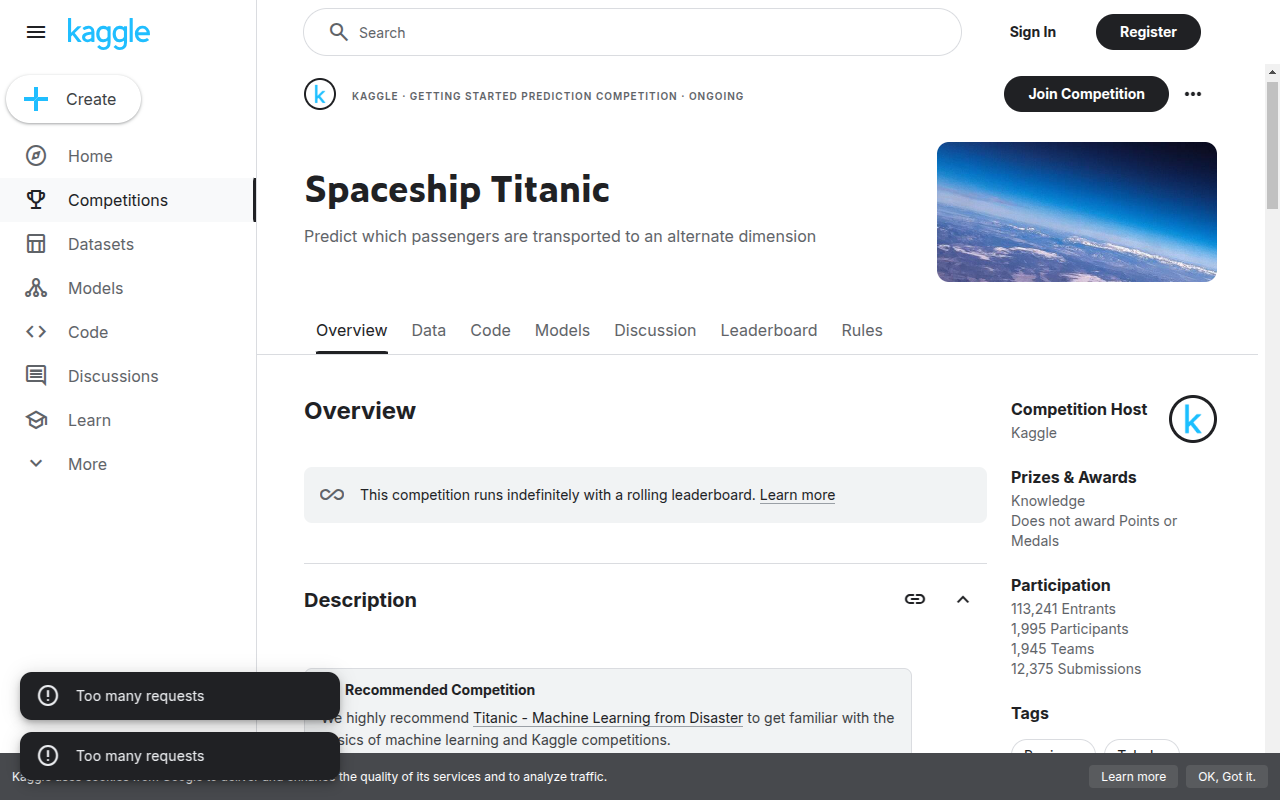 kaggle
Search
Sign In
Register
Create
Home
Competitions
Datasets
Models
Code
Discussions
Learn
More
k
KAGGLE · GETTING STARTED PREDICTION COMPETITION · ONGOING
Join Competition
Spaceship Titanic
Predict which passengers are transported to an alternate dimension
Overview Data Code Models Discussion Leaderboard Rules
Overview
This competition runs indefinitely with a rolling leaderboard. Learn more
Description
Recommended Competition
highly recommend Titanic - Machine Learning from Disaster to get familiar with the
of machine learning and Kaggle competitions.
Competition Host
Kaggle
k
Prizes & Awards
Knowledge
Does not award Points or
Medals
Participation
113,241 Entrants
1,995 Participants
1,945 Teams
12,375 Submissions
Tags
Too many requests
Too many requests
the quality of its services and to analyze traffic.
Learn more
OK, Got it.